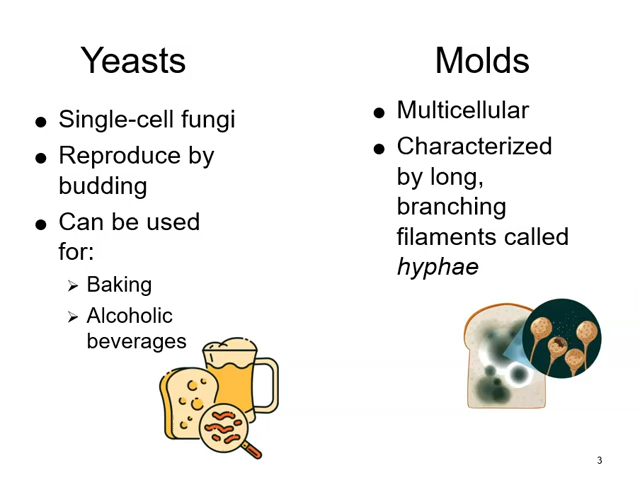 Yeasts
● Single-cell fungi
● Reproduce by
budding
● Can be used
for:
➢ Baking
➢ Alcoholic
beverages
Molds
● Multicellular
● Characterized
by long,
branching
filaments called
hyphae
3